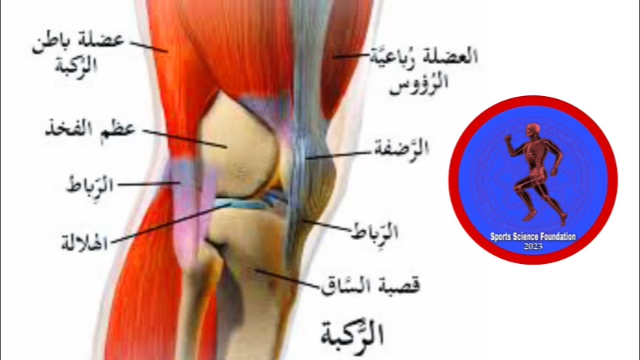 عضلة باطن
الرُّكبة
العضلة رُباعيَّة
الرُؤوس
عظم الفخذ
الرَّضفة
الرِّباط
الرِّباط
الهلالة
قصبة السَّاق
الرُّكبة
Sports Science Foundation
2023